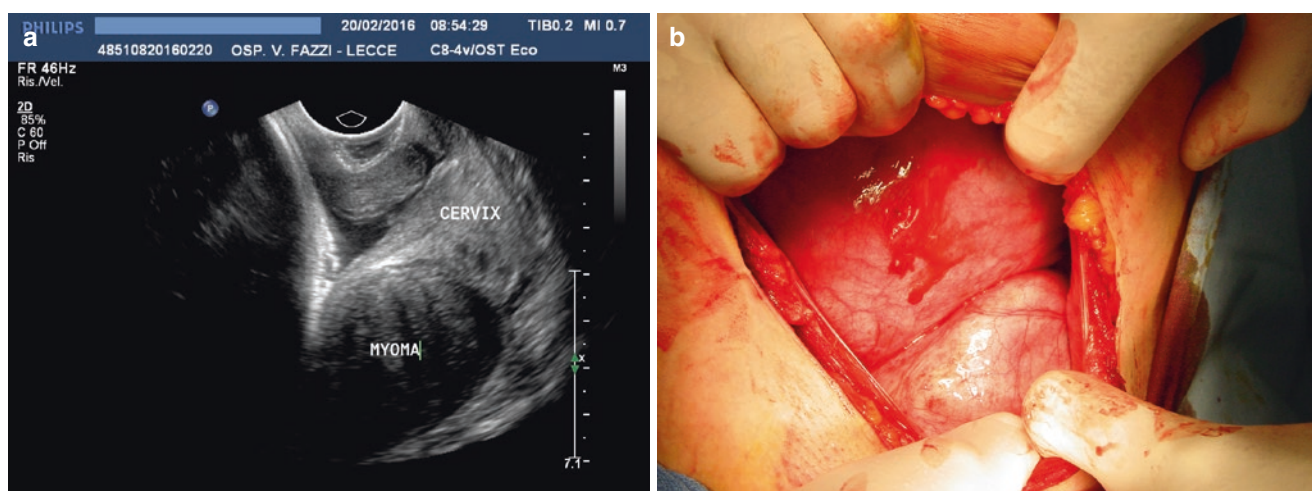 a
PHILIPS 20/02/2016 08:54:29 TIB0.2 MI 0.7
48510820160220 OSP. V. FAZZI - LECCE C8-4v/OST Eco
FR 46Hz
Ris./Vel.
M3
2D
85%
C 60
P Off
Ris
P
CERVIX
MYOMA
x
7.1
b